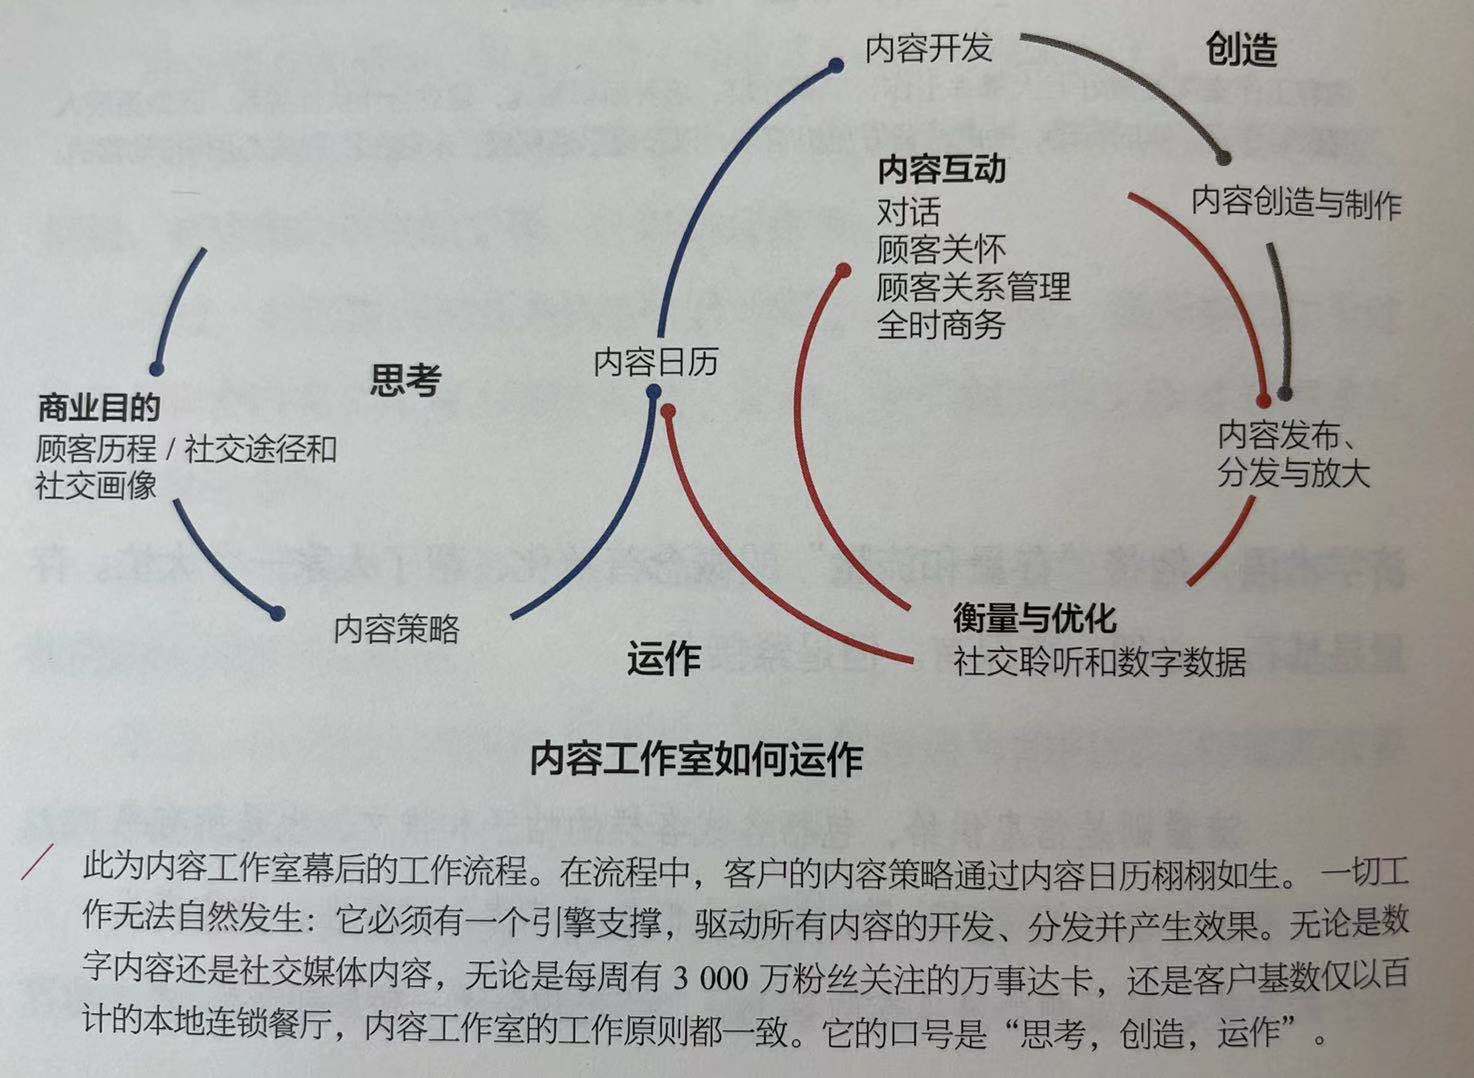 内容开发
创造
内容互动
对话
顾客关怀
顾客关系管理
全时商务
内容创造与制作
内容日历
思考
商业目的
顾客历程 / 社交途径和
社交画像
内容发布、
分发与放大
内容策略
运作
衡量与优化
社交聆听和数字数据
内容工作室如何运作
此为内容工作室幕后的工作流程。在流程中，客户的内容策略通过内容日历栩栩如生。一切工
作无法自然发生：它必须有一个引擎支撑，驱动所有内容的开发、分发并产生效果。无论是数
字内容还是社交媒体内容，无论是每周有 3 000 万粉丝关注的万事达卡，还是客户基数仅以百
计的本地连锁餐厅，内容工作室的工作原则都一致。它的口号是“思考，创造，运作”。